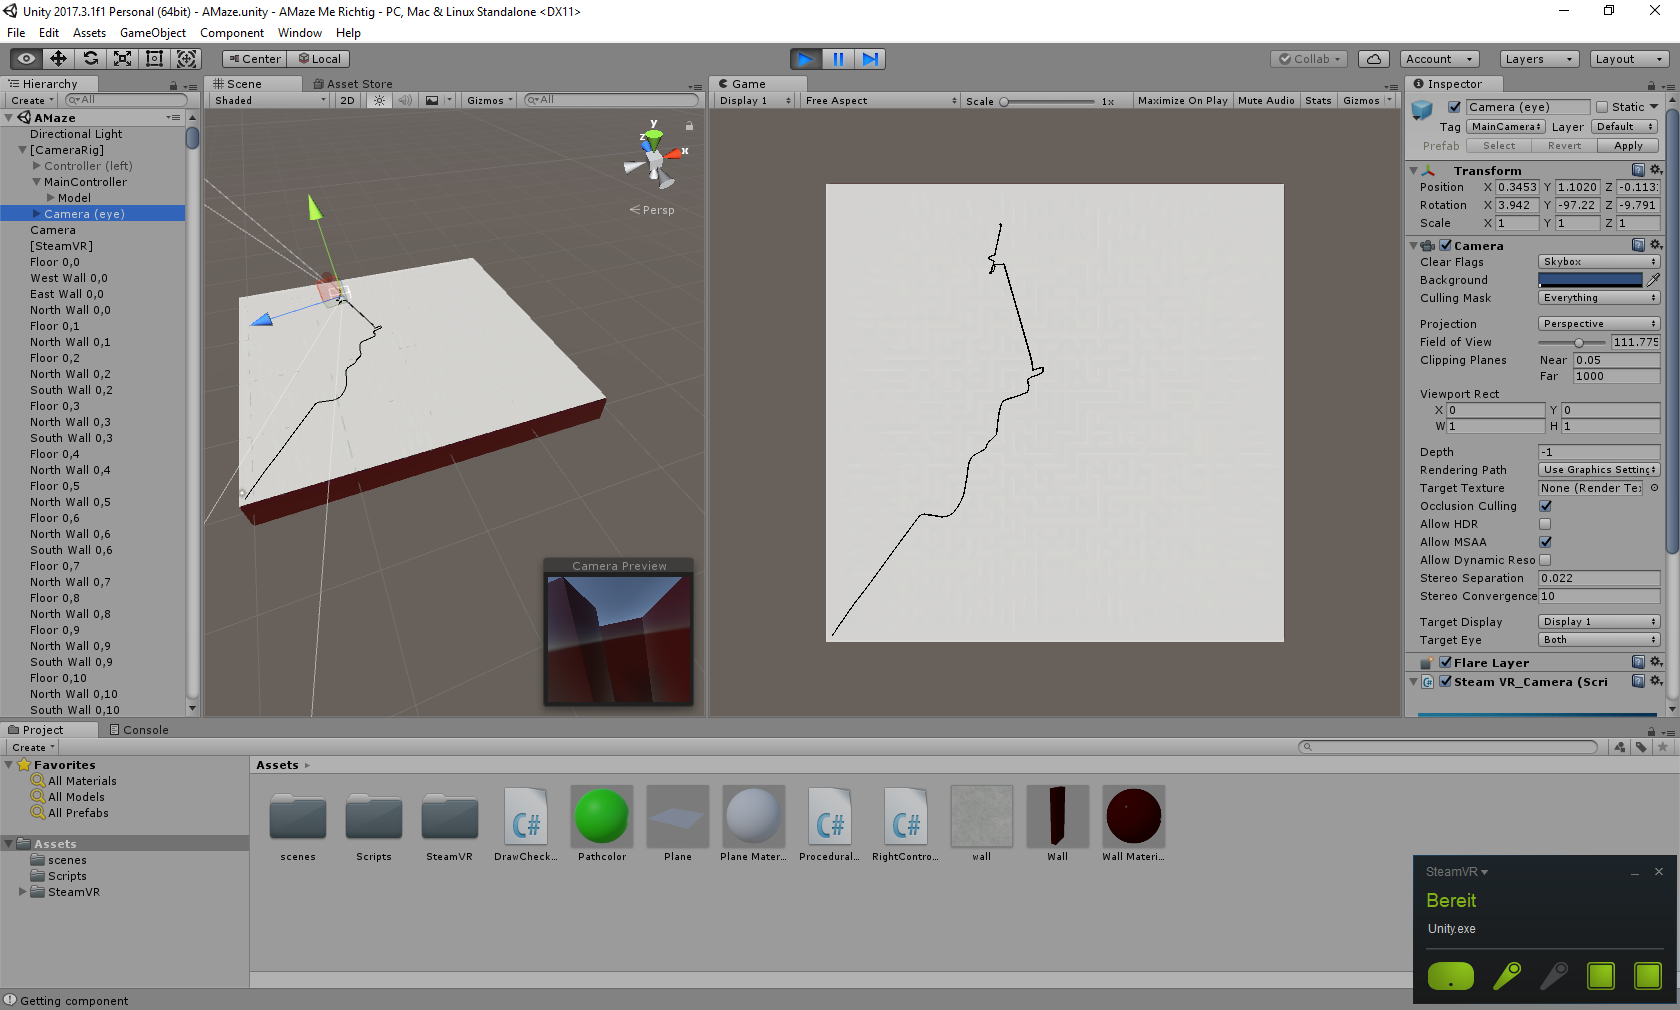 Unity 2017.3.1f1 Personal (64bit) - AMaze.unity - AMaze Me Richtig - PC, Mac & Linux Standalone <DX11>
File Edit Assets GameObject Component Window Help
Center Local
Collab Account Layers Layout
Hierarchy
Create All
AMaze
Directional Light
[CameraRig]
Controller (left)
MainController
Model
Camera (eye)
Camera
[SteamVR]
Floor 0,0
West Wall 0,0
East Wall 0,0
North Wall 0,0
Floor 0,1
North Wall 0,1
Floor 0,2
North Wall 0,2
South Wall 0,2
Floor 0,3
North Wall 0,3
South Wall 0,3
Floor 0,4
North Wall 0,4
Floor 0,5
North Wall 0,5
Floor 0,6
North Wall 0,6
South Wall 0,6
Floor 0,7
North Wall 0,7
Floor 0,8
North Wall 0,8
Floor 0,9
North Wall 0,9
South Wall 0,9
Floor 0,10
North Wall 0,10
South Wall 0,10
Scene Asset Store
Shaded 2D Gizmos All
y
z
x
Persp
Camera Preview
Game
Display 1 Free Aspect Scale 1x Maximize On Play Mute Audio Stats Gizmos
Inspector
Camera (eye) Static
Tag MainCamera Layer Default
Prefab Select Revert Apply
Transform
Position X 0.3453 Y 1.1020 Z -0.113
Rotation X 3.942 Y -97.22 Z -9.791
Scale X 1 Y 1 Z 1
Camera
Clear Flags Skybox
Background
Culling Mask Everything
Projection Perspective
Field of View 111.775
Clipping Planes Near 0.05
Far 1000
Viewport Rect
X 0 Y 0
W 1 H 1
Depth -1
Rendering Path Use Graphics Setting
Target Texture None (Render Te
Occlusion Culling
Allow HDR
Allow MSAA
Allow Dynamic Reso
Stereo Separation 0.022
Stereo Convergence 10
Target Display Display 1
Target Eye Both
Flare Layer
C# Steam VR_Camera (Scri
Project Console
Create
Favorites
All Materials
All Models
All Prefabs
Assets
scenes
Scripts
SteamVR
Assets
C# C# C#
scenes Scripts SteamVR DrawCheck... Pathcolor Plane Plane Mater... Procedural... RightContro... wall Wall Wall Materi...
SteamVR
Bereit
Unity.exe
Getting component